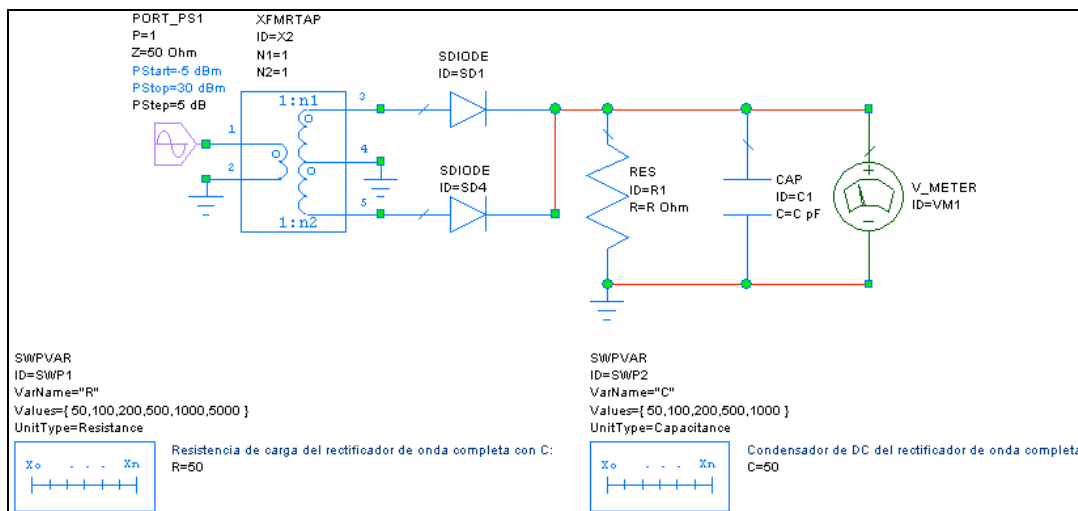 PORT_PS1
P=1
Z=50 Ohm
PStart=-5 dBm
PStop=30 dBm
PStep=5 dB
XFMRTAP
ID=X2
N1=1
N2=1
1:n1
1
2
3
4
5
1:n2
SDIODE
ID=SD1
SDIODE
ID=SD4
RES
ID=R1
R=R Ohm
CAP
ID=C1
C=C pF
V_METER
ID=VM1
SWPVAR
ID=SWP1
VarName="R"
Values={ 50,100,200,500,1000,5000 }
UnitType=Resistance
Xo . . . Xn
Resistencia de carga del rectificador de onda completa con C:
R=50
SWPVAR
ID=SWP2
VarName="C"
Values={ 50,100,200,500,1000 }
UnitType=Capacitance
Xo . . . Xn
Condensador de DC del rectificador de onda completa
C=50